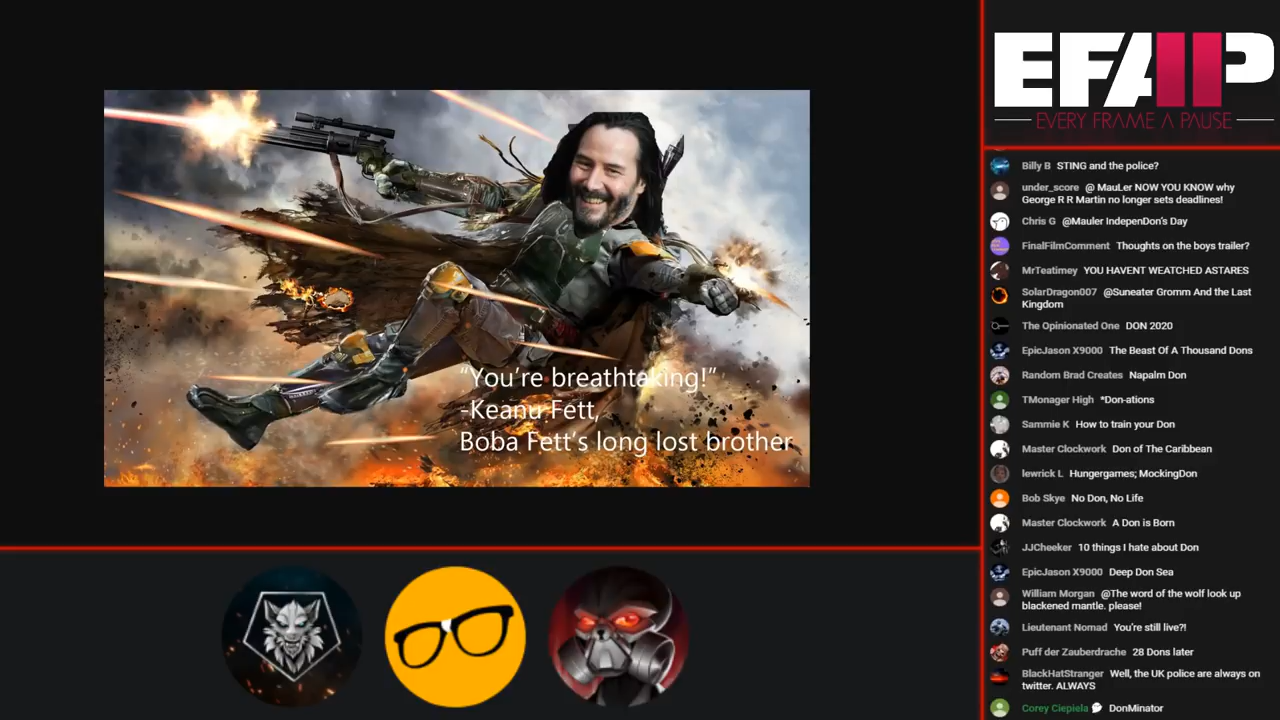 “You’re breathtaking!”
-Keanu Fett,
Boba Fett’s long lost brother
EFAP
EVERY FRAME A PAUSE
Billy B STING and the police?
under_score @ MauLer NOW YOU KNOW why
George R R Martin no longer sets deadlines!
Chris G @Mauler IndepenDon's Day
FinalFilmComment Thoughts on the boys trailer?
MrTeatimey YOU HAVENT WEATCHED ASTARES
SolarDragon007 @Suneater Gromm And the Last
Kingdom
The Opinionated One DON 2020
EpicJason X9000 The Beast Of A Thousand Dons
Random Brad Creates Napalm Don
TManager High *Don-ations
Sammie K How to train your Don
Master Clockwork Don of The Caribbean
lewrick L Hungergames; MockingDon
Bob Skye No Don, No Life
Master Clockwork A Don is Born
JJCheeker 10 things I hate about Don
EpicJason X9000 Deep Don Sea
William Morgan @The word of the wolf look up
blackened mantle. please!
Lieutenant Nomad You're still live?!
Puff der Zauberdrache 28 Dons later
BlackHatStranger Well, the UK police are always on
twitter. ALWAYS
Corey Ciepiela DonMinator